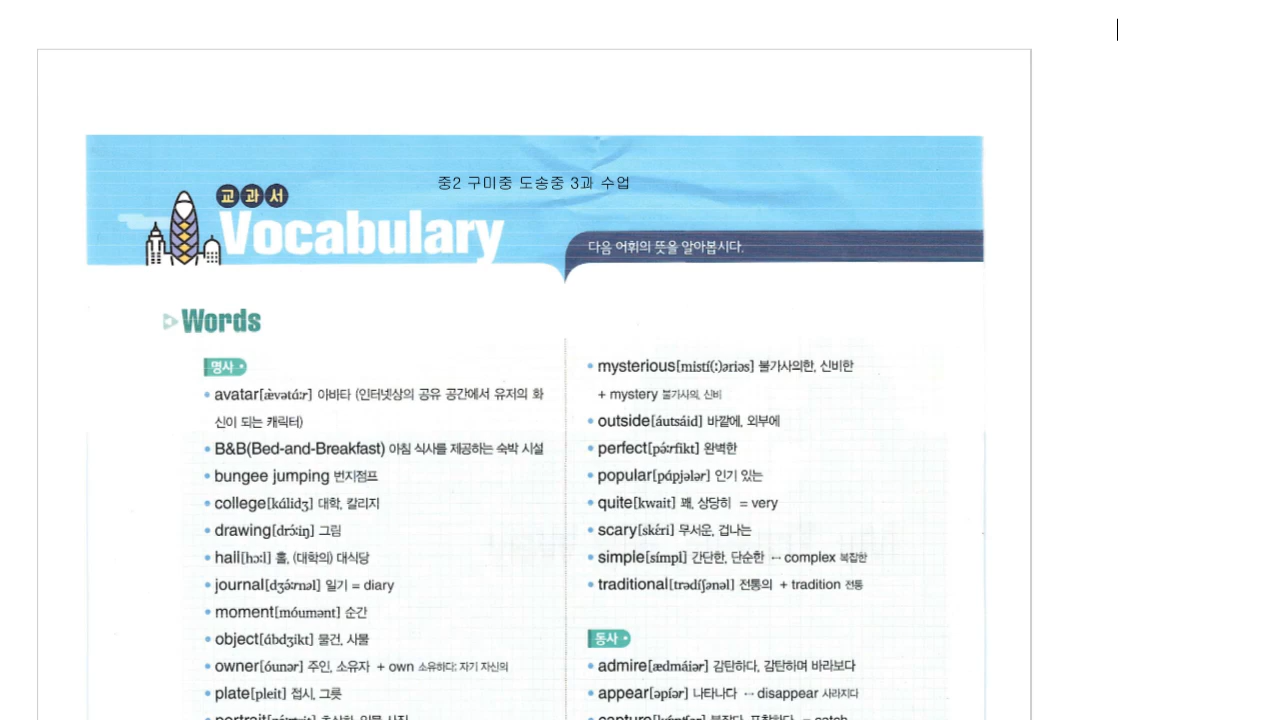 중2 구미중 도송중 3과 수업
교과서
Vocabulary
다음 어휘의 뜻을 알아봅시다.
Words
명사
avatar[æ̀vətáːr] 아바타 (인터넷상의 공유 공간에서 유저의 화
신이 되는 캐릭터)
B&B(Bed-and-Breakfast) 아침 식사를 제공하는 숙박 시설
bungee jumping 번지점프
college[kálidʒ] 대학, 칼리지
drawing[drɔ́ːiŋ] 그림
hall[hɔːl] 홀, (대학의) 대식당
journal[dʒə́ːrnəl] 일기 = diary
moment[móumənt] 순간
object[ábdʒikt] 물건, 사물
owner[óunər] 주인, 소유자 + own 소유하다; 자기 자신의
plate[pleit] 접시, 그릇
mysterious[mistí(ː)əriəs] 불가사의한, 신비한
+ mystery 불가사의, 신비
outside[áutsáid] 바깥에, 외부에
perfect[pə́ːrfikt] 완벽한
popular[pápjələr] 인기 있는
quite[kwait] 꽤, 상당히 = very
scary[skɛ́ri] 무서운, 겁나는
simple[símpl] 간단한, 단순한 ↔ complex 복잡한
traditional[trədíʃənəl] 전통의 + tradition 전통
동사
admire[ædmáiər] 감탄하다, 감탄하며 바라보다
appear[əpíər] 나타나다 ↔ disappear 사라지다